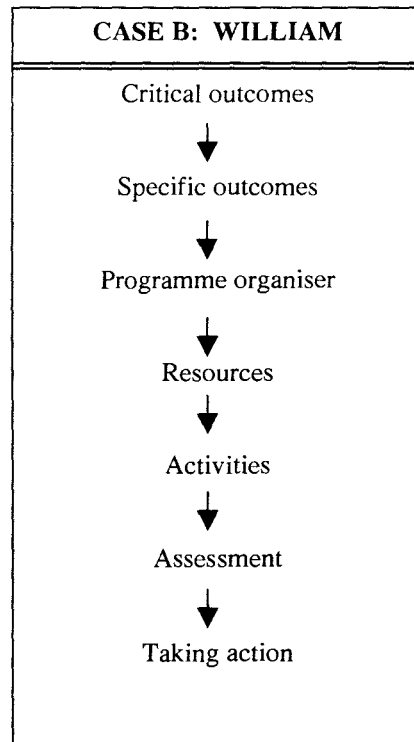 CASE B: WILLIAM
Critical outcomes
Specific outcomes
Programme organiser
Resources
Activities
Assessment
Taking action